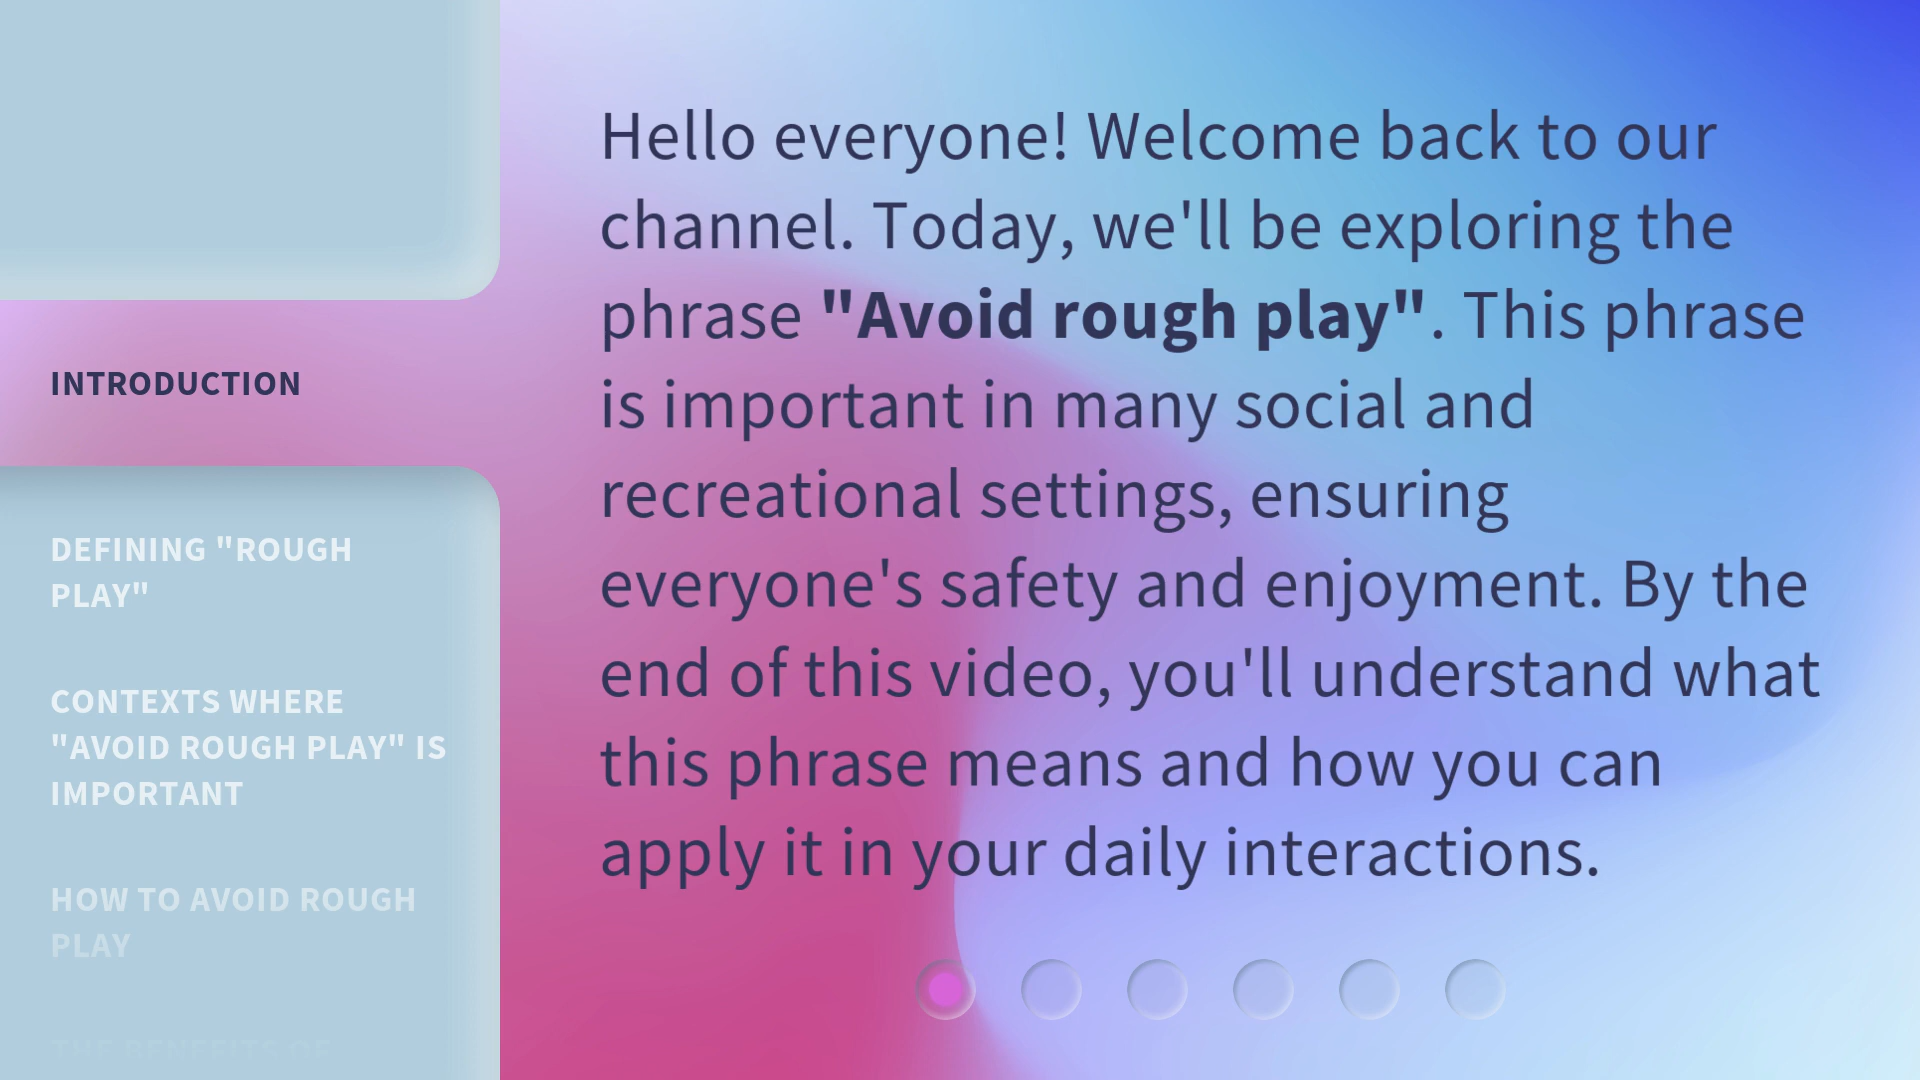 INTRODUCTION
DEFINING "ROUGH
PLAY"
CONTEXTS WHERE
"AVOID ROUGH PLAY" IS
IMPORTANT
HOW TO AVOID ROUGH
PLAY
THE BENEFITS OF
Hello everyone! Welcome back to our
channel. Today, we'll be exploring the
phrase "Avoid rough play". This phrase
is important in many social and
recreational settings, ensuring
everyone's safety and enjoyment. By the
end of this video, you'll understand what
this phrase means and how you can
apply it in your daily interactions.